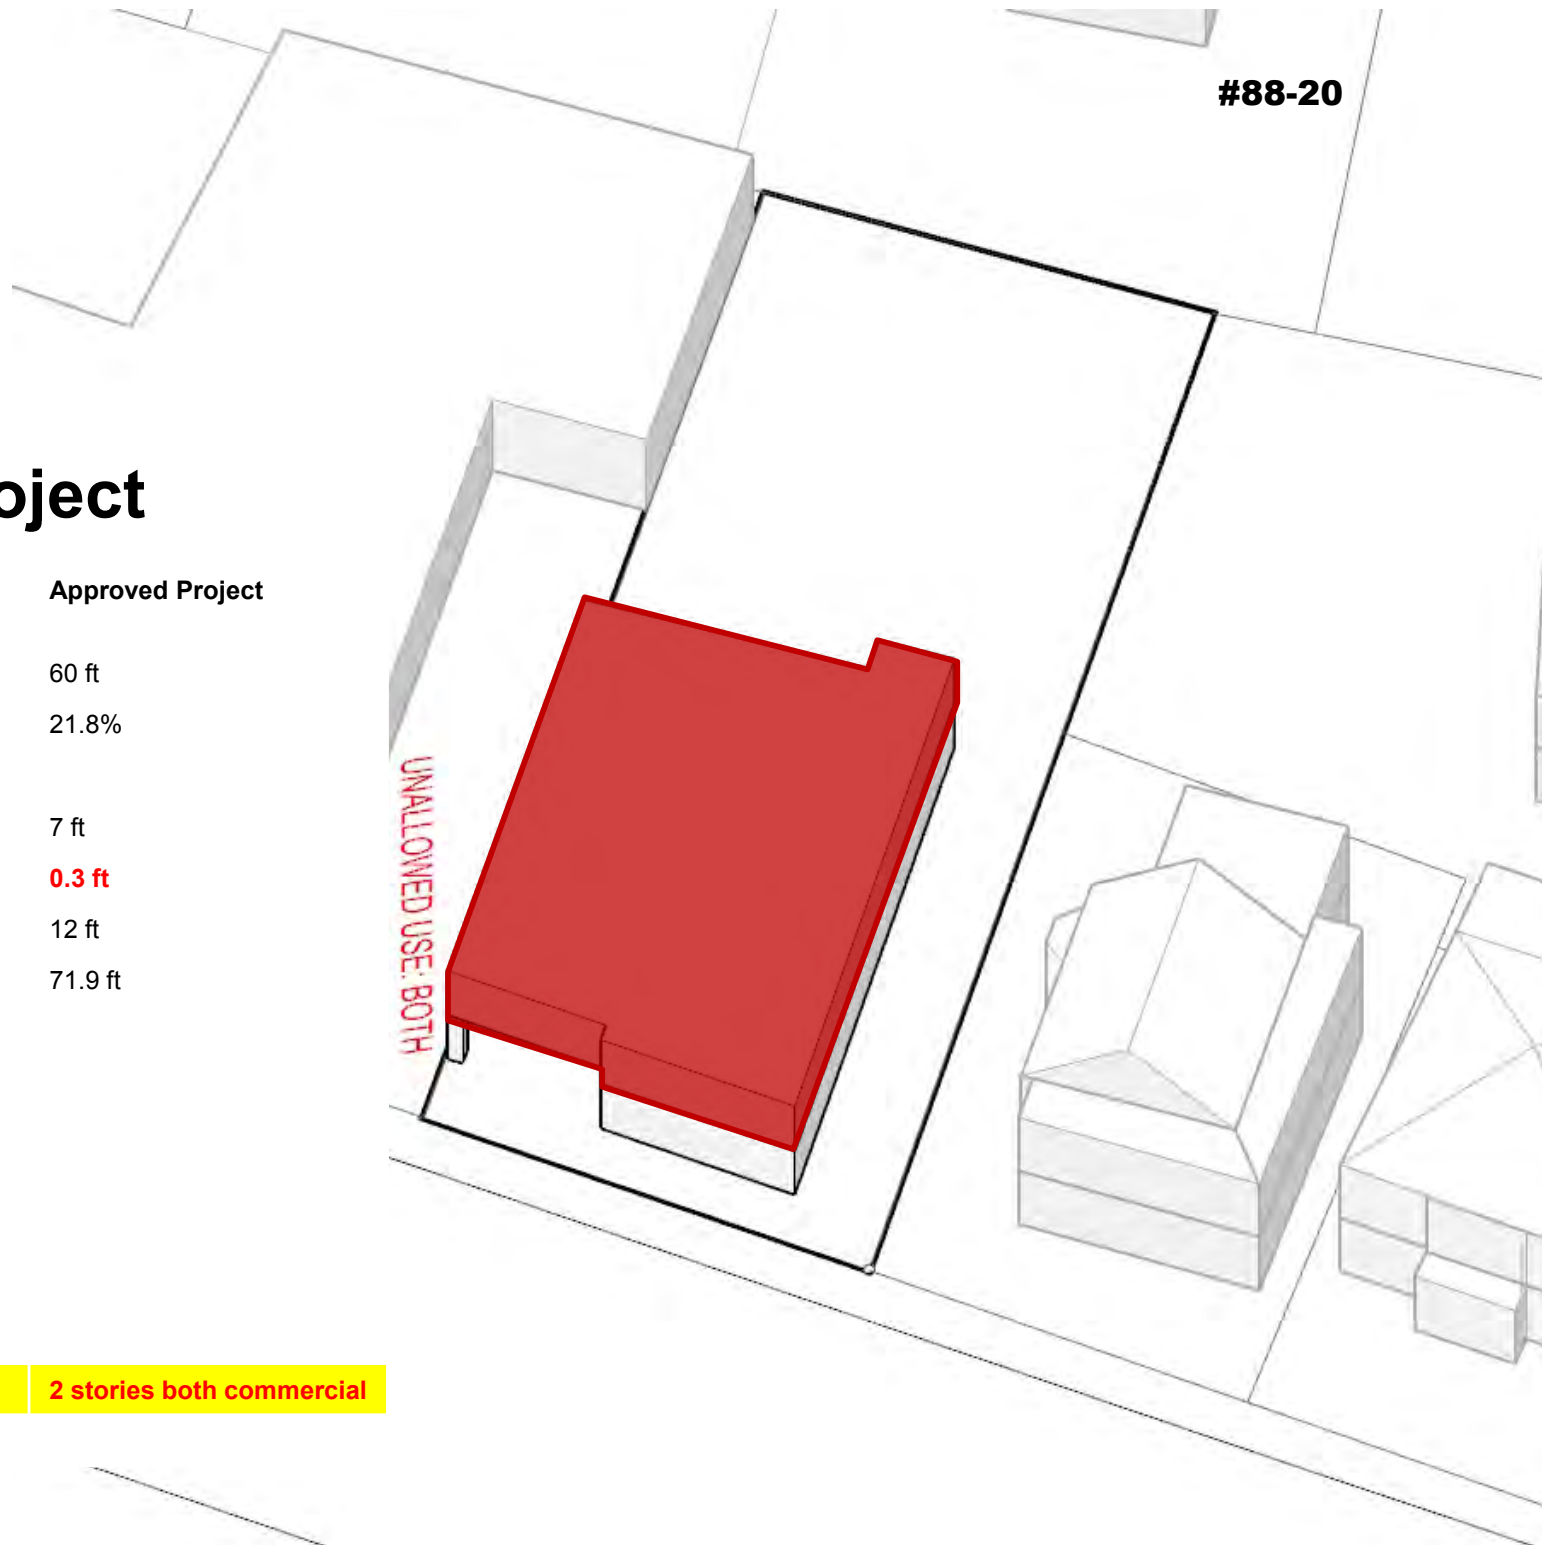 #88-20
oject
Approved Project
60 ft
21.8%
7 ft
0.3 ft
12 ft
71.9 ft
UNALLOWED USE: BOTH
2 stories both commercial